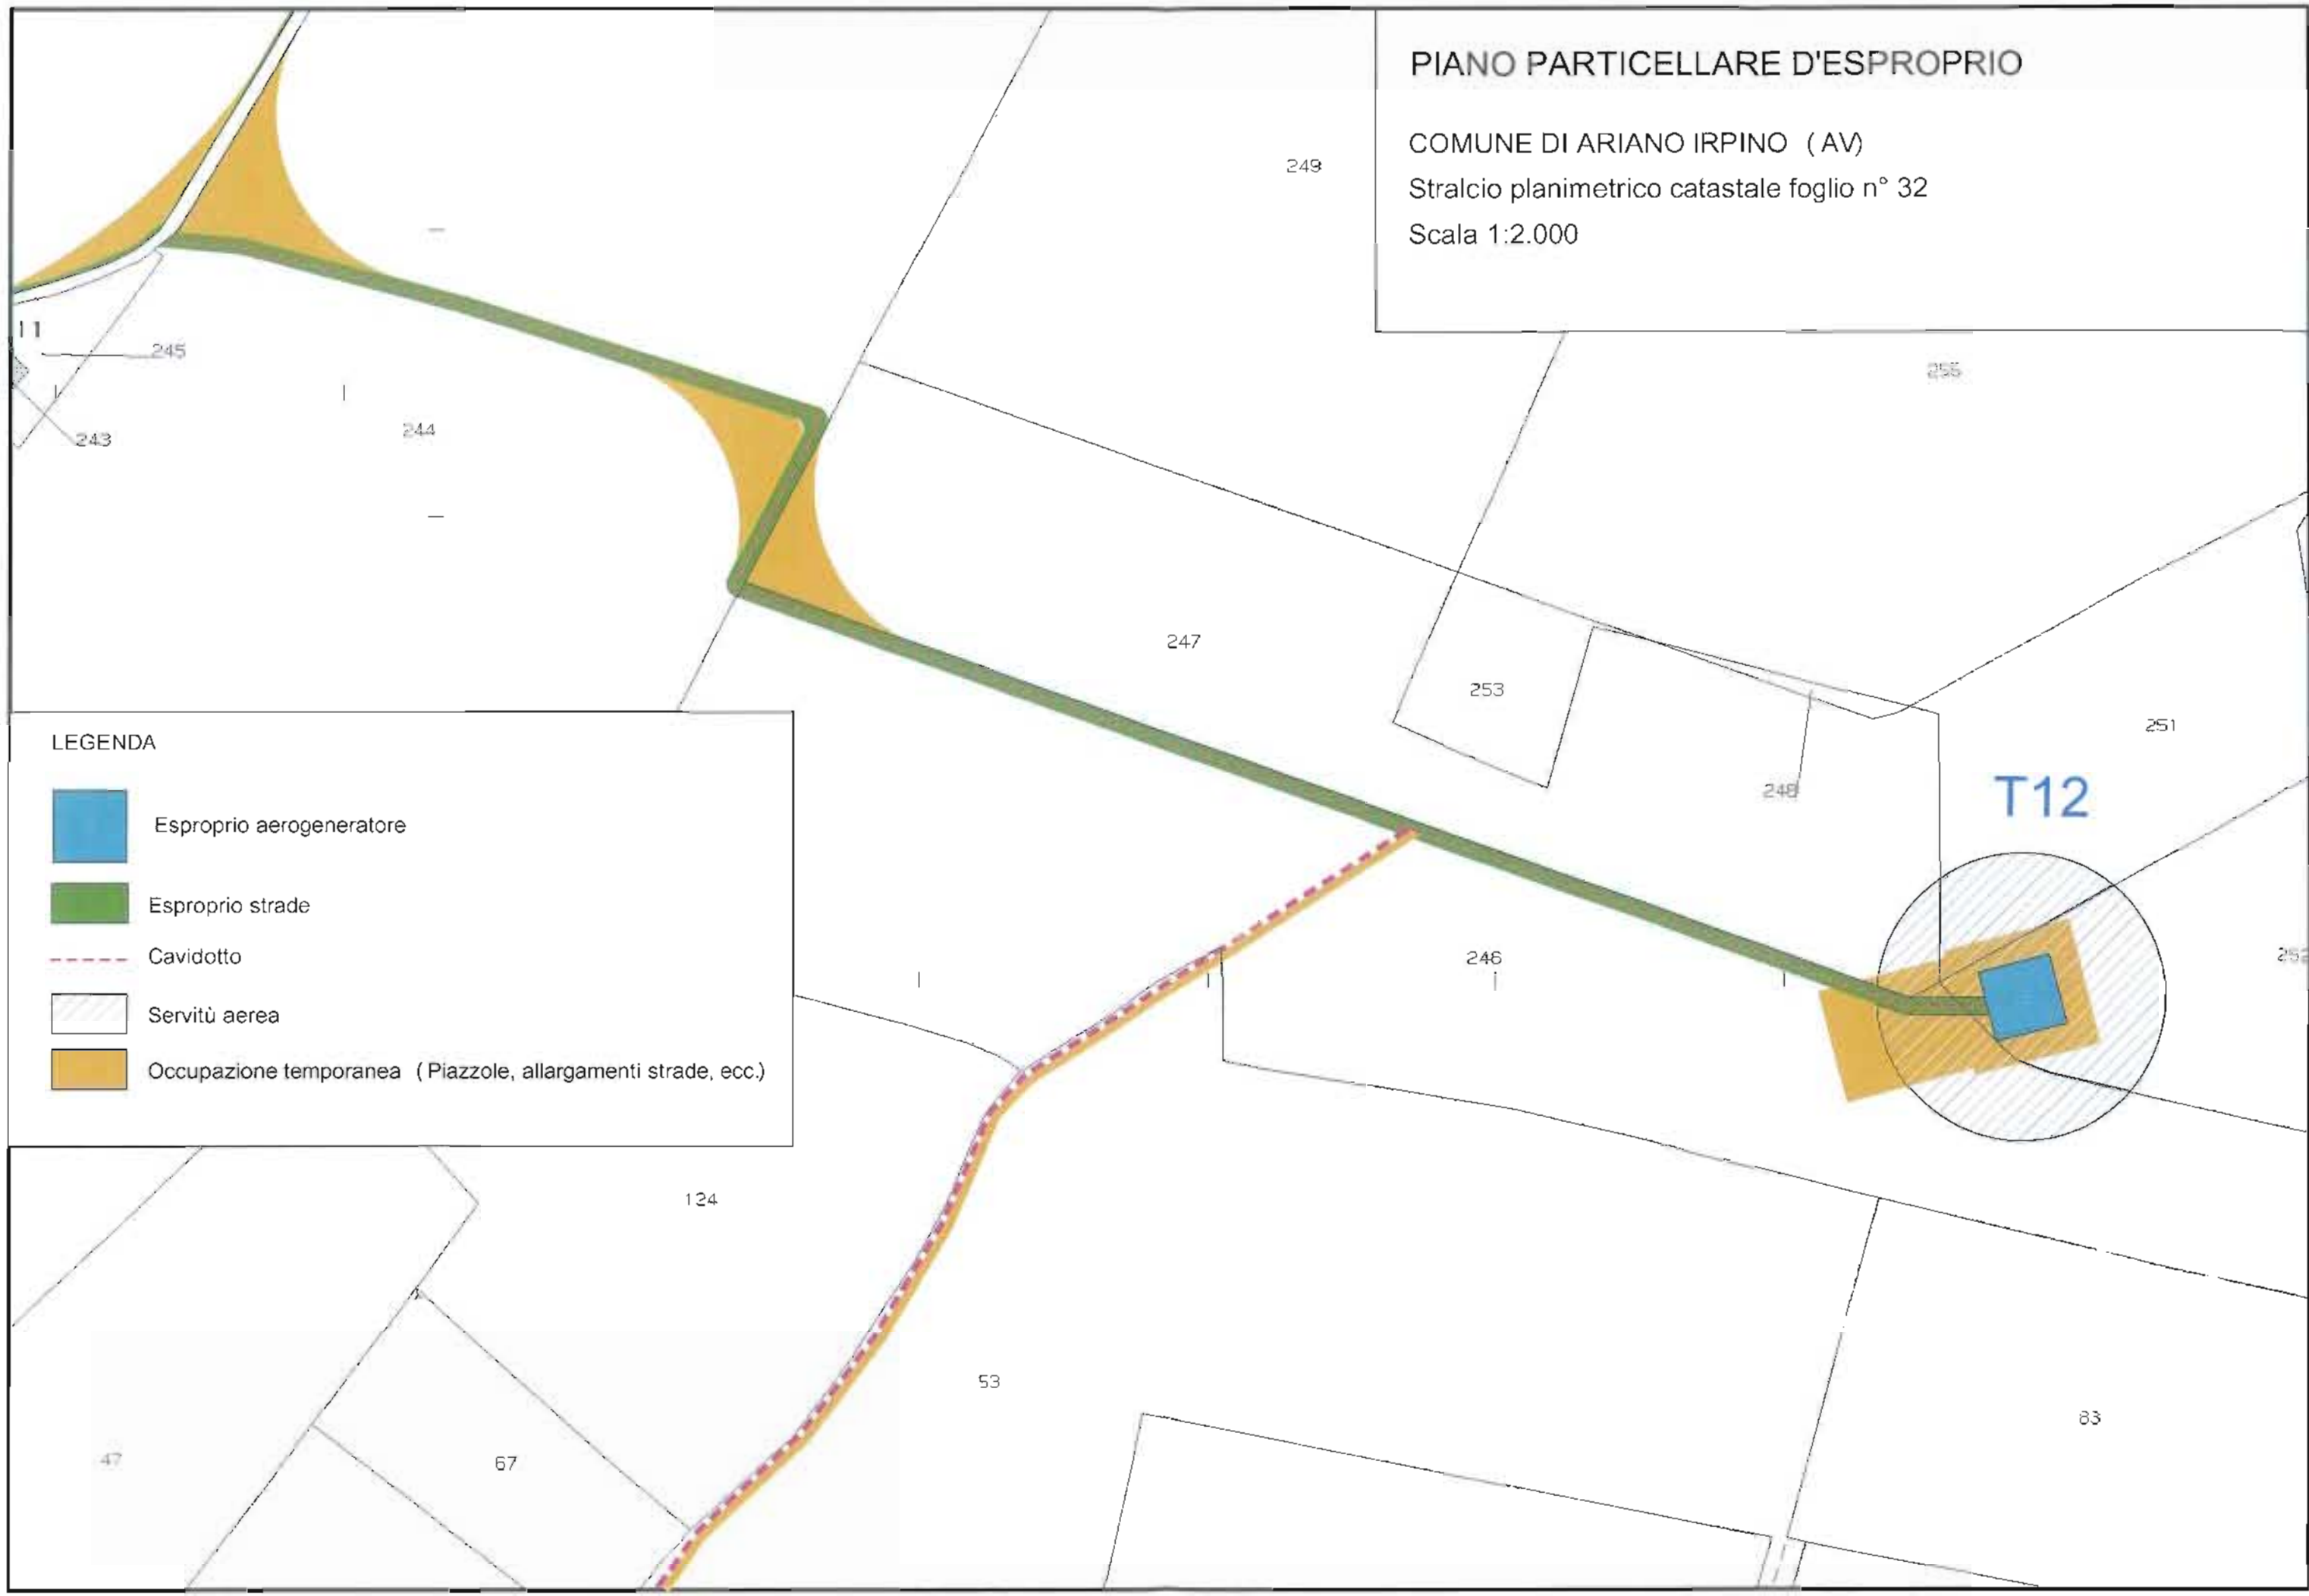 PIANO PARTICELLARE D'ESPROPRIO
COMUNE DI ARIANO IRPINO ( AV)
Stralcio planimetrico catastale foglio n° 32
Scala 1:2.000
249
11
245
255
243
244
247
253
251
LEGENDA
248
T12
Esproprio aerogeneratore
Esproprio strade
Cavidotto
246
252
Servitù aerea
Occupazione temporanea ( Piazzole, allargamenti strade, ecc.)
124
53
83
47
67